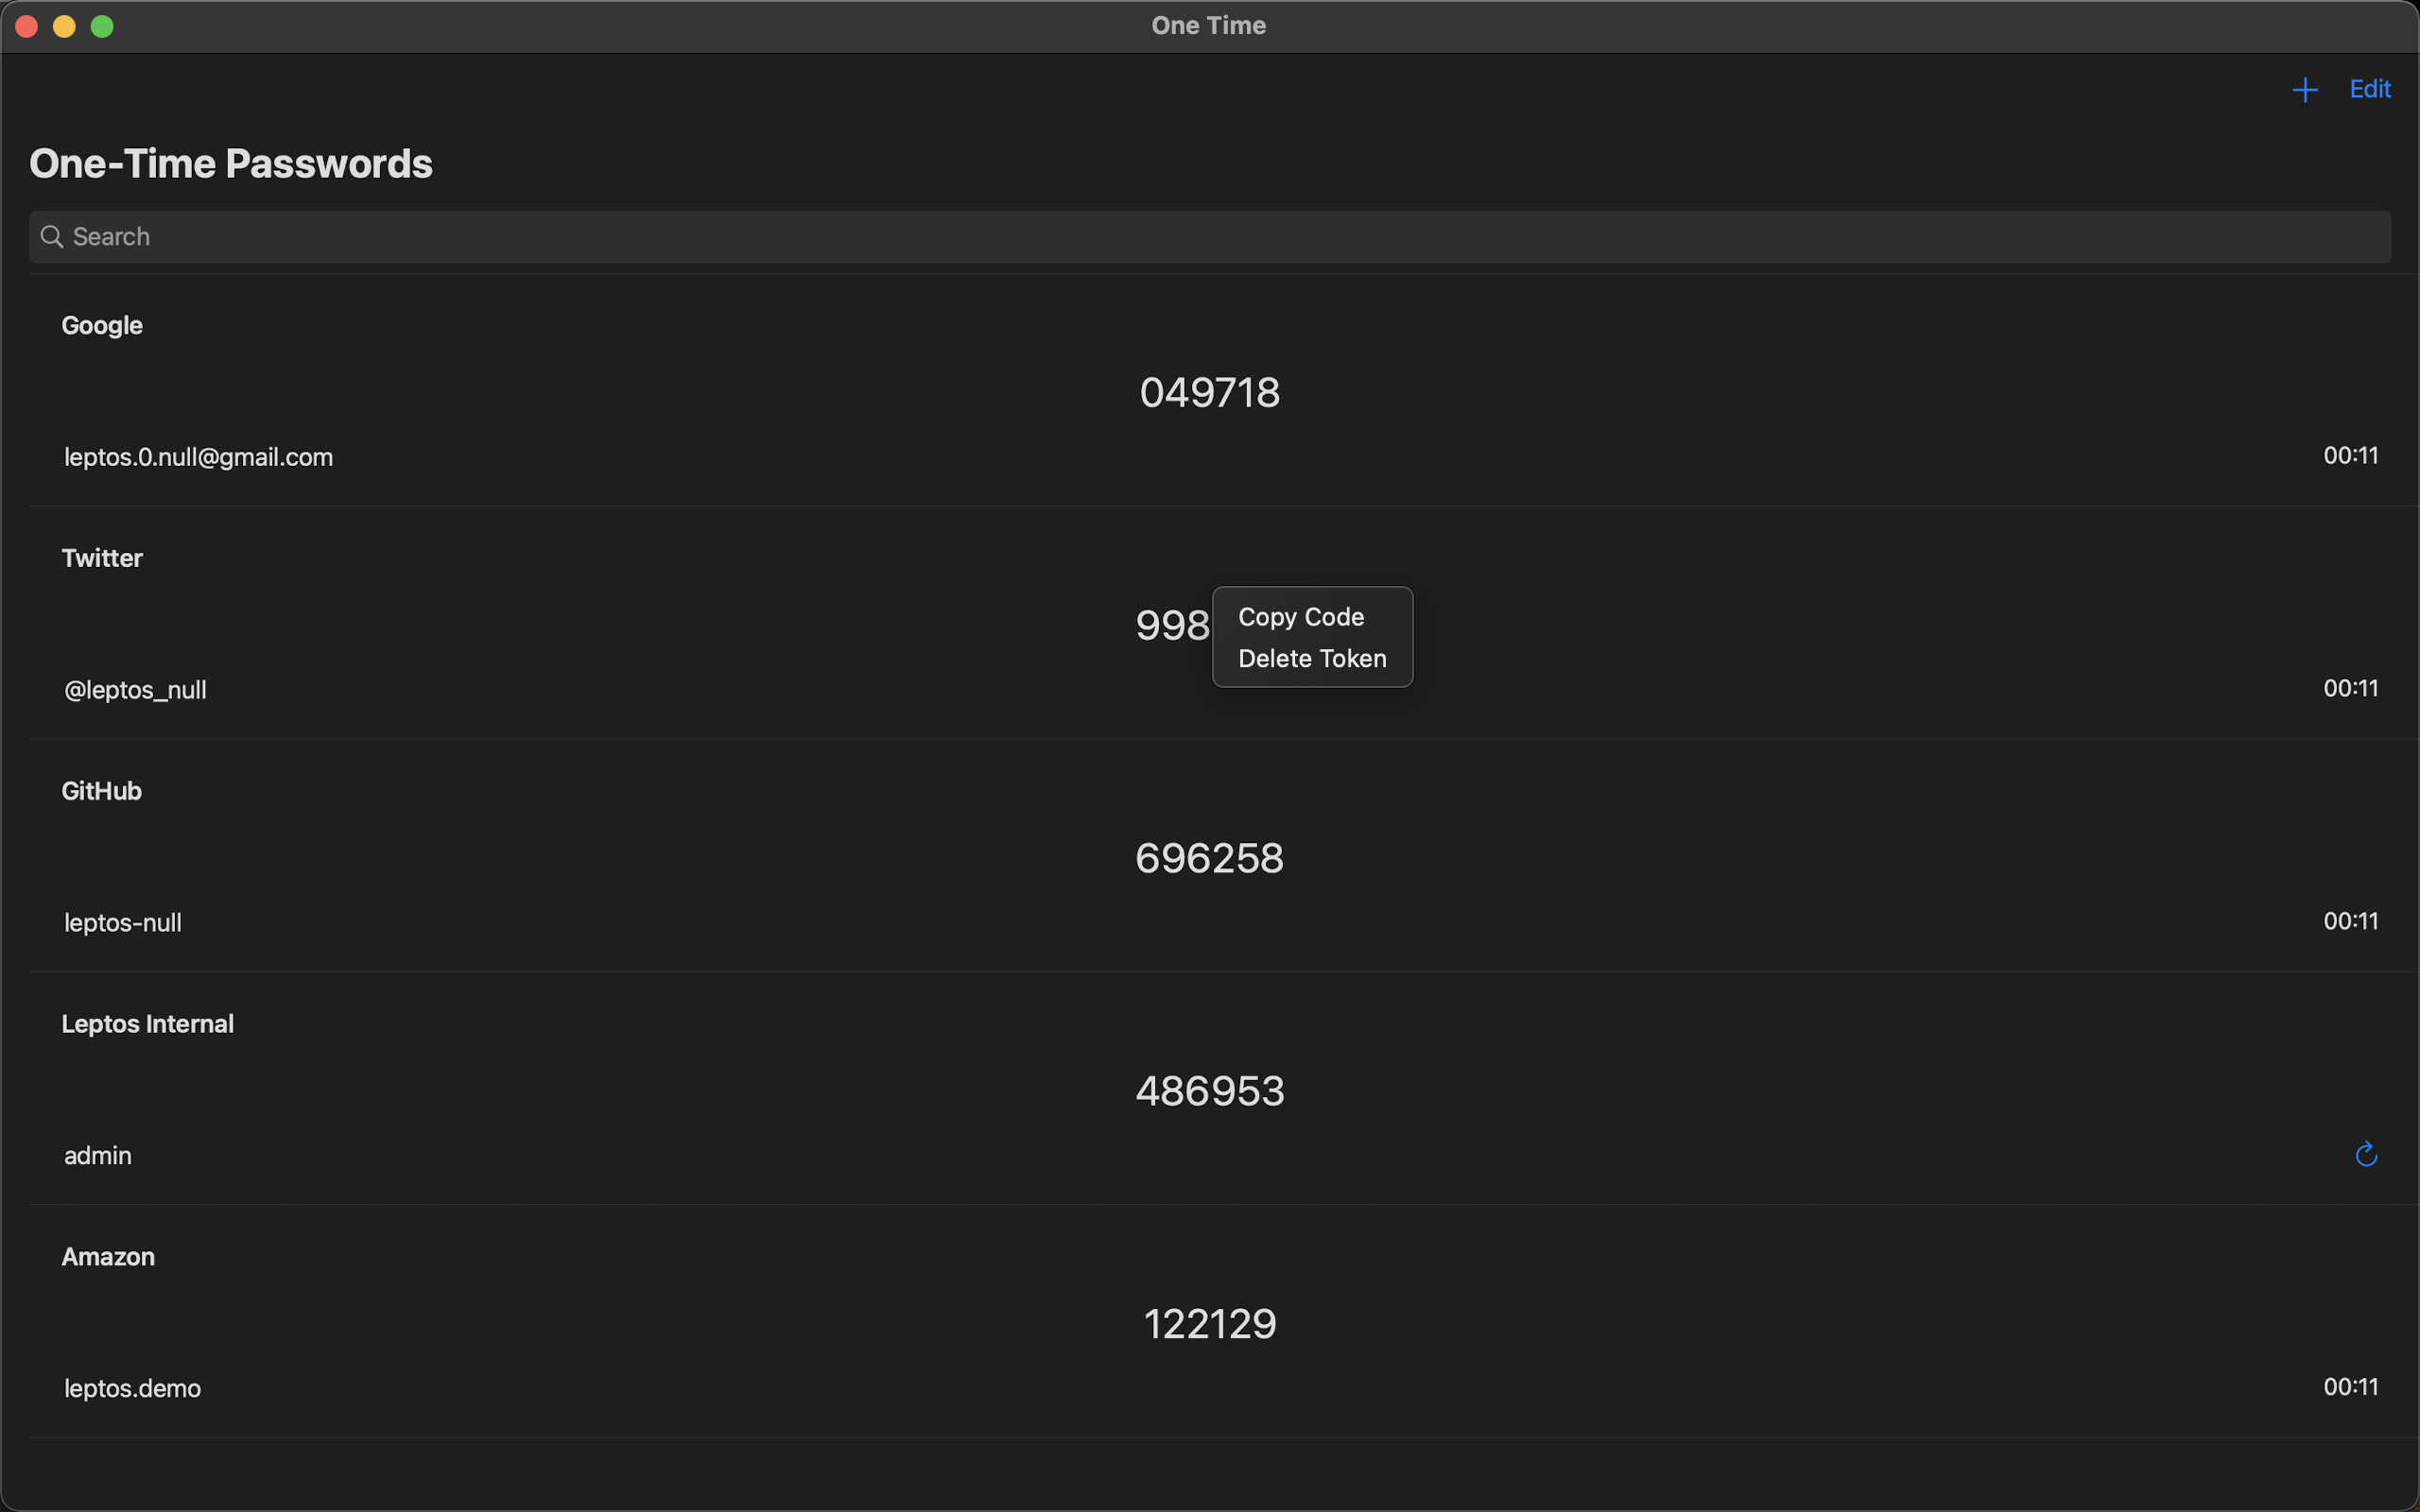 One Time
Edit
One-Time Passwords
Search
Google
049718
leptos.0.null@gmail.com
00:11
Twitter
998
Copy Code
Delete Token
@leptos_null
00:11
GitHub
696258
leptos-null
00:11
Leptos Internal
486953
admin
Amazon
122129
leptos.demo
00:11